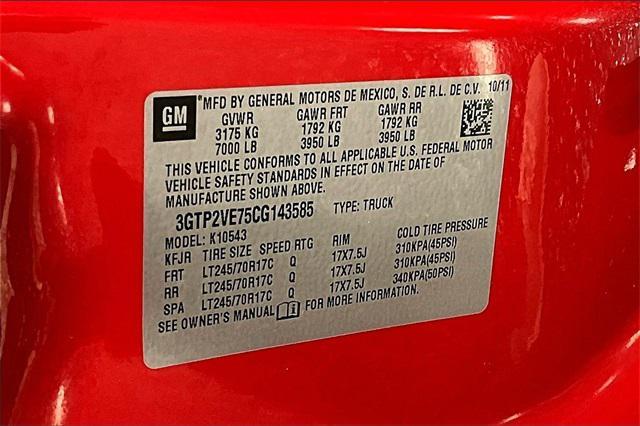 GM ®MFD BY GENERAL MOTORS DE MEXICO, S. DE R.L. DE C.V. 10/11
GVWR GAWR FRT GAWR RR
3175 KG 1792 KG 1792 KG
7000 LB 3950 LB 3950 LB
THIS VEHICLE CONFORMS TO ALL APPLICABLE U.S. FEDERAL MOTOR
VEHICLE SAFETY STANDARDS IN EFFECT ON THE DATE OF
MANUFACTURE SHOWN ABOVE.
3GTP2VE75CG143585 TYPE: TRUCK
MODEL: K10543
KFJR TIRE SIZE SPEED RTG RIM COLD TIRE PRESSURE
FRT LT245/70R17C Q 17X7.5J 310KPA(45PSI)
RR LT245/70R17C Q 17X7.5J 310KPA(45PSI)
SPA LT245/70R17C Q 17X7.5J 340KPA(50PSI)
SEE OWNER'S MANUAL FOR MORE INFORMATION.